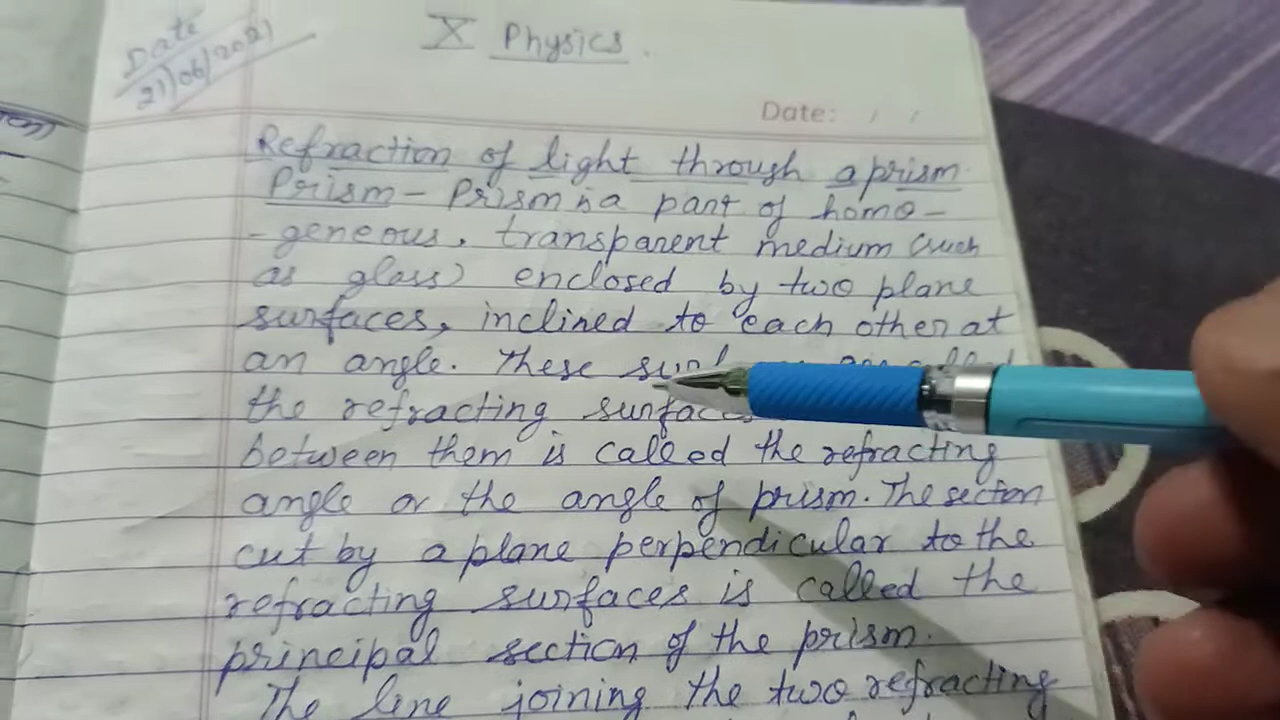 Date
21/06/2021
X Physics.
Date: / /
Refraction of light through a prism
Prism - Prism is a part of homo-
-geneous, transparent medium (such
as glass) enclosed by two plane
surfaces, inclined to each other at
an angle. These
the refracting surfaces
between them is called the refracting
angle or the angle of prism. The section
cut by a plane perpendicular to the
refracting surfaces is called the
principal section of the prism.
The line joining the two refracting